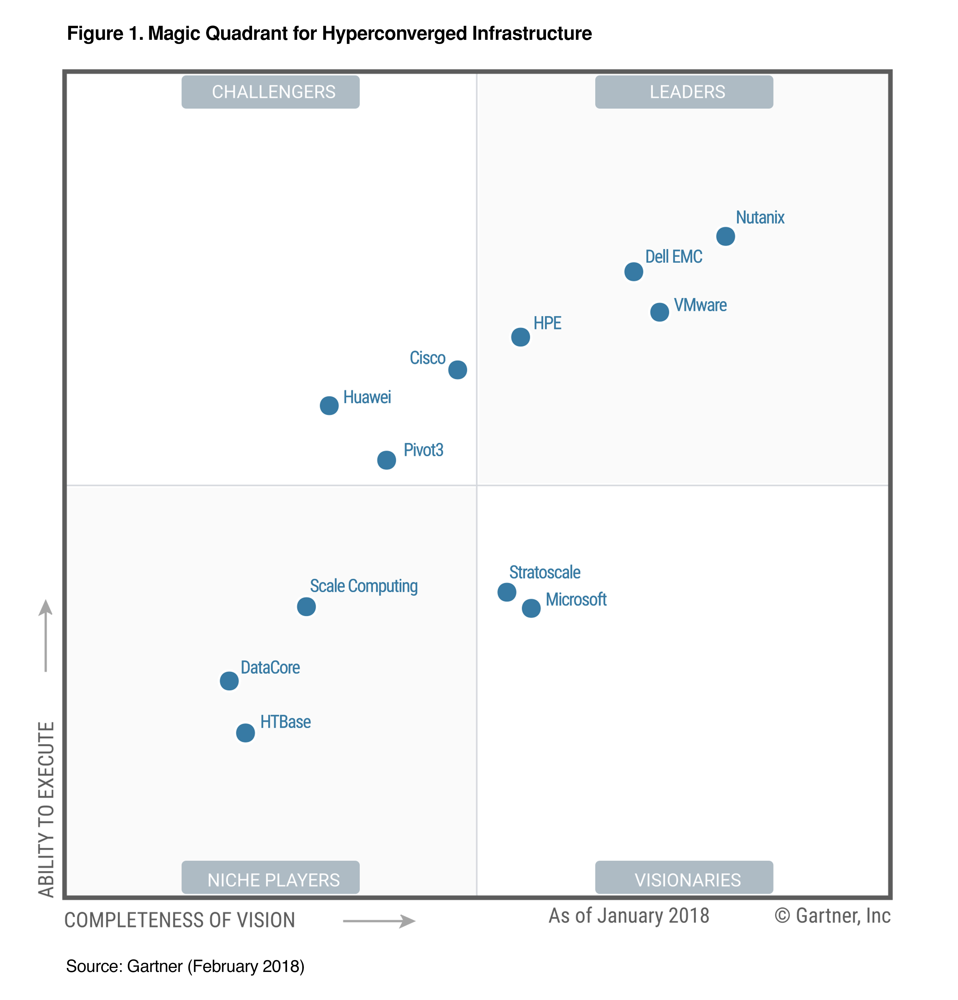 Figure 1. Magic Quadrant for Hyperconverged Infrastructure
CHALLENGERS
LEADERS
Nutanix
Dell EMC
VMware
HPE
Cisco
Huawei
Pivot3
Stratoscale
Scale Computing
Microsoft
DataCore
HTBase
ABILITY TO EXECUTE
NICHE PLAYERS
VISIONARIES
COMPLETENESS OF VISION
As of January 2018
© Gartner, Inc
Source: Gartner (February 2018)